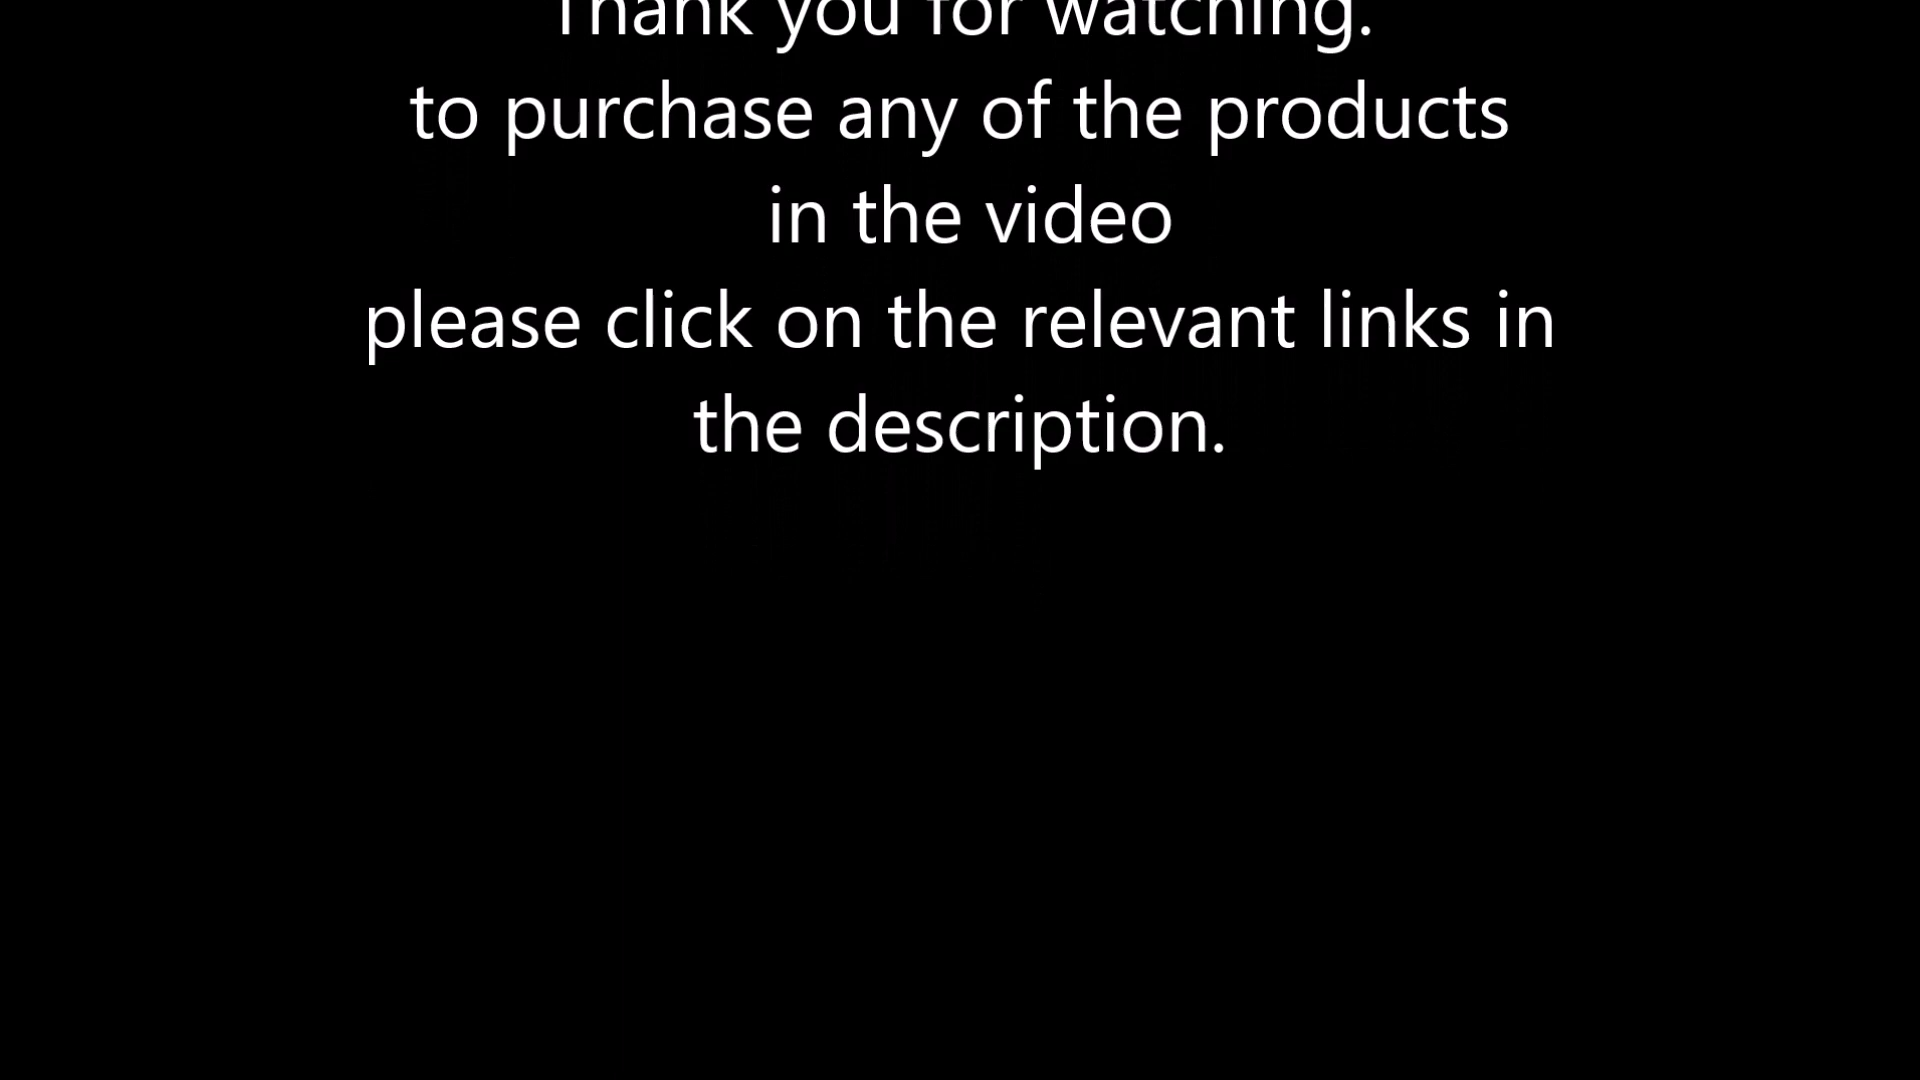 Thank you for watching.
to purchase any of the products
in the video
please click on the relevant links in
the description.